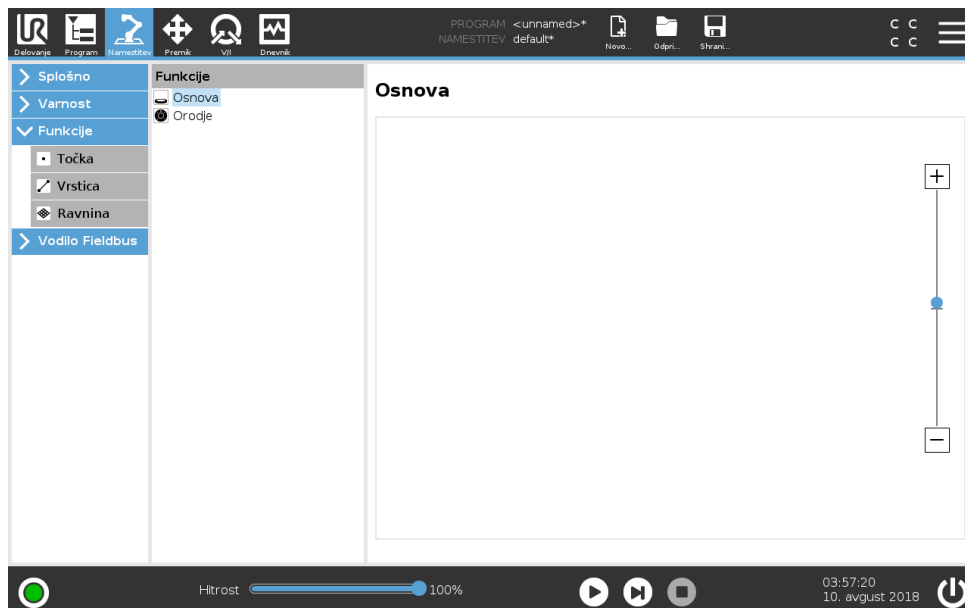 PROGRAM <unnamed>*
NAMESTITEV default*
Delovanje Program Namestitev Premik V/I Dnevnik Novo... Odpri... Shrani...
C C
C C
Splošno
Varnost
Funkcije
Točka
Vrstica
Ravnina
Vodilo Fieldbus
Funkcije
Osnova
Orodje
Osnova
Hitrost 100%
03:57:20
10. avgust 2018